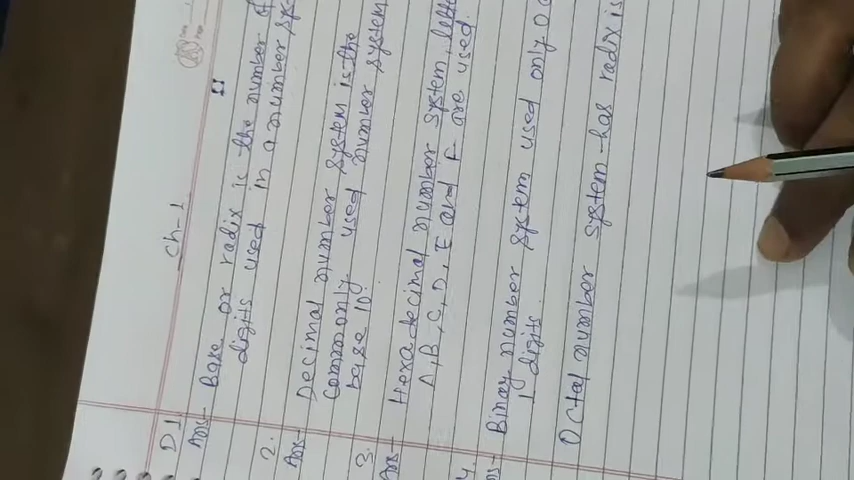 Ch-1
D1
Ans- Base or radix is the number of
digits used in a number sy-
2.
Ans- Decimal number system is the
commonly used number system
base 10.
3.
Ans- Hexadecimal number system
A, B, C, D, E and F are used.
4.
ns- Binary number system used only 0
1 digits.
Octal number system has radix is